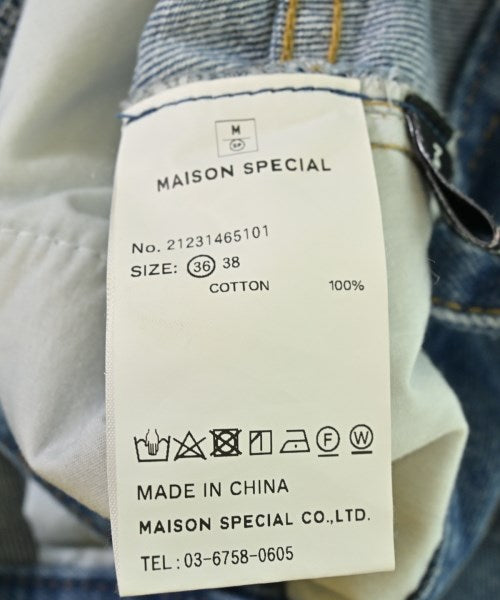 M
SP
MAISON SPECIAL
No. 21231465101
SIZE: 36 38
COTTON 100%
F W
MADE IN CHINA
MAISON SPECIAL CO.,LTD.
TEL : 03-6758-0605